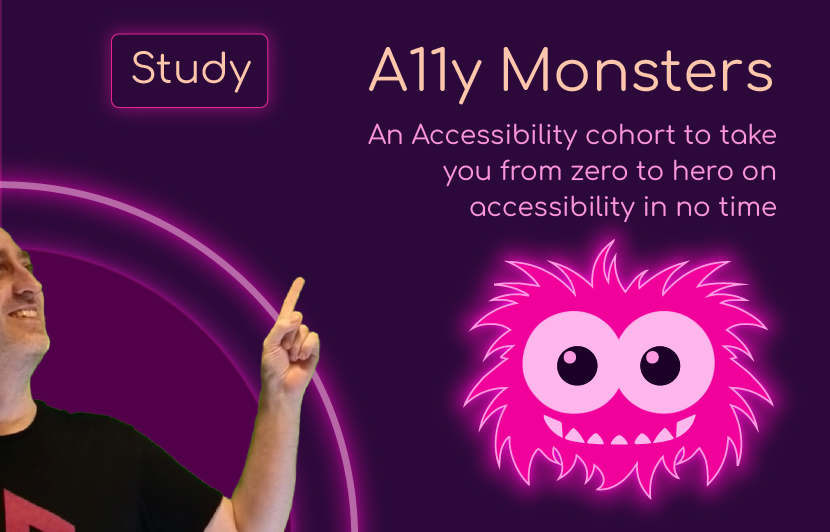 Study
A11y Monsters
An Accessibility cohort to take
you from zero to hero on
accessibility in no time